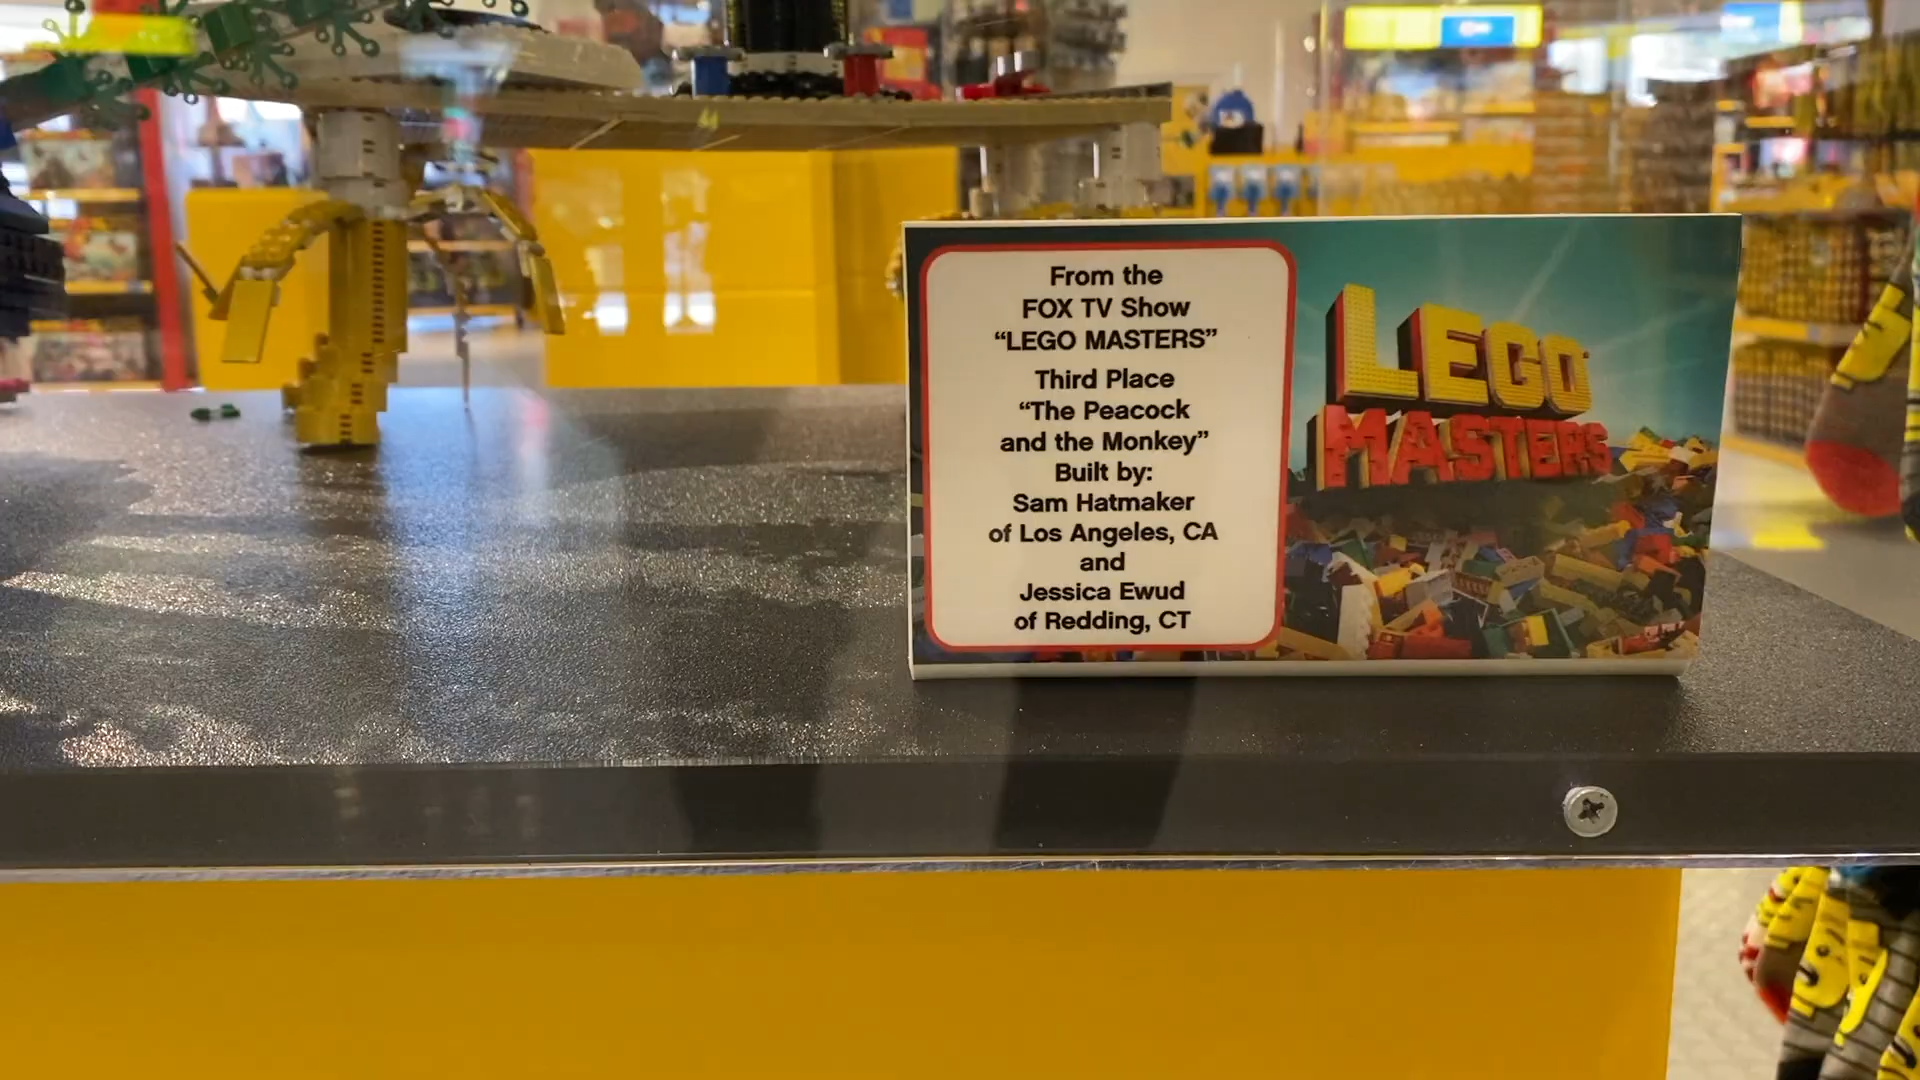 From the
FOX TV Show
“LEGO MASTERS”
Third Place
“The Peacock
and the Monkey”
Built by:
Sam Hatmaker
of Los Angeles, CA
and
Jessica Ewud
of Redding, CT
LEGO
MASTERS